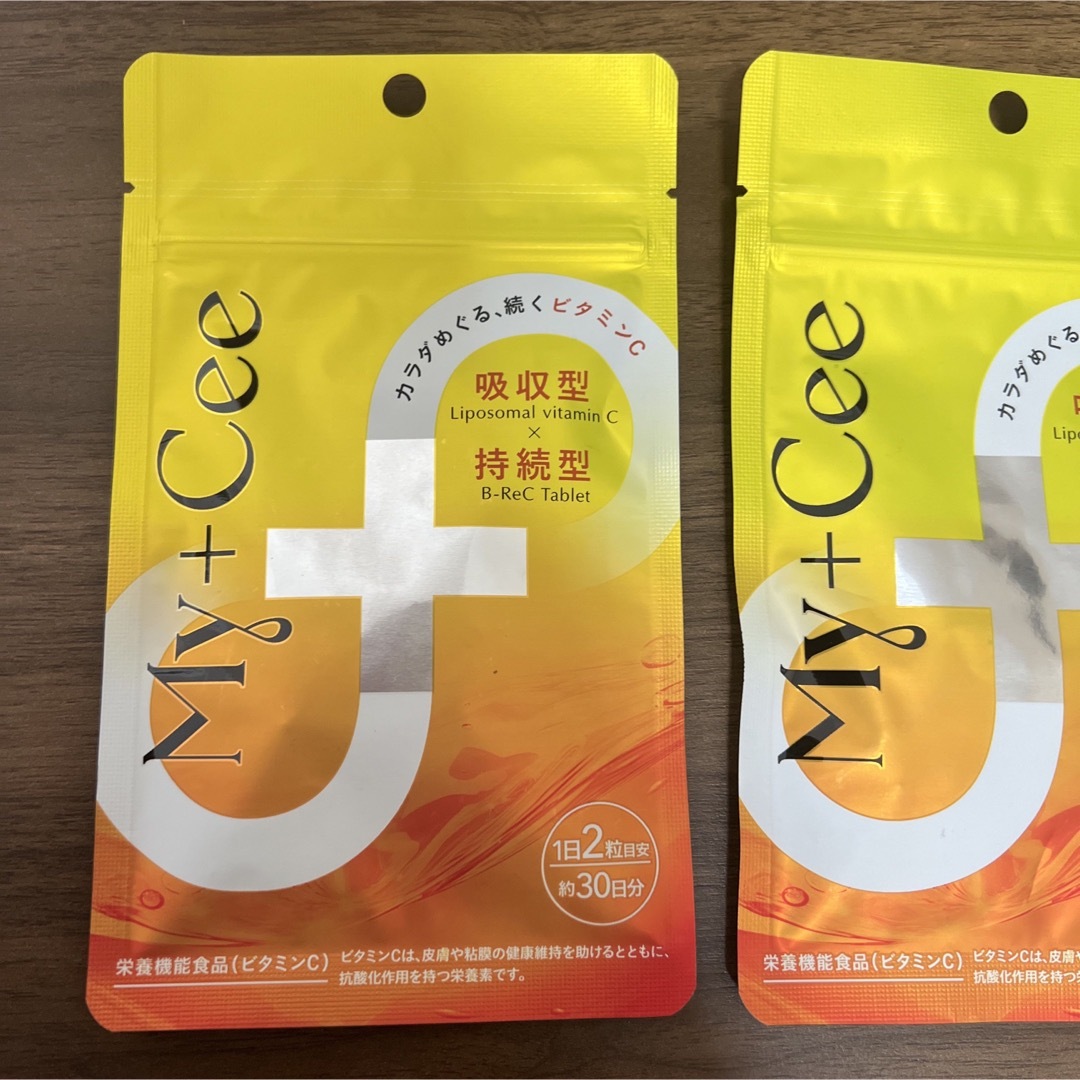 My+Cee
カラダめぐる、続くビタミンC
吸収型
Liposomal vitamin C
×
持続型
B-ReC Tablet
1日2粒目安
約30日分
栄養機能食品(ビタミンC)
ビタミンCは、皮膚や粘膜の健康維持を助けるとともに、
抗酸化作用を持つ栄養素です。
My+Cee
カラダめぐる
Lip
栄養機能食品(ビタミンC)
ビタミンCは、皮膚
抗酸化作用を持つ